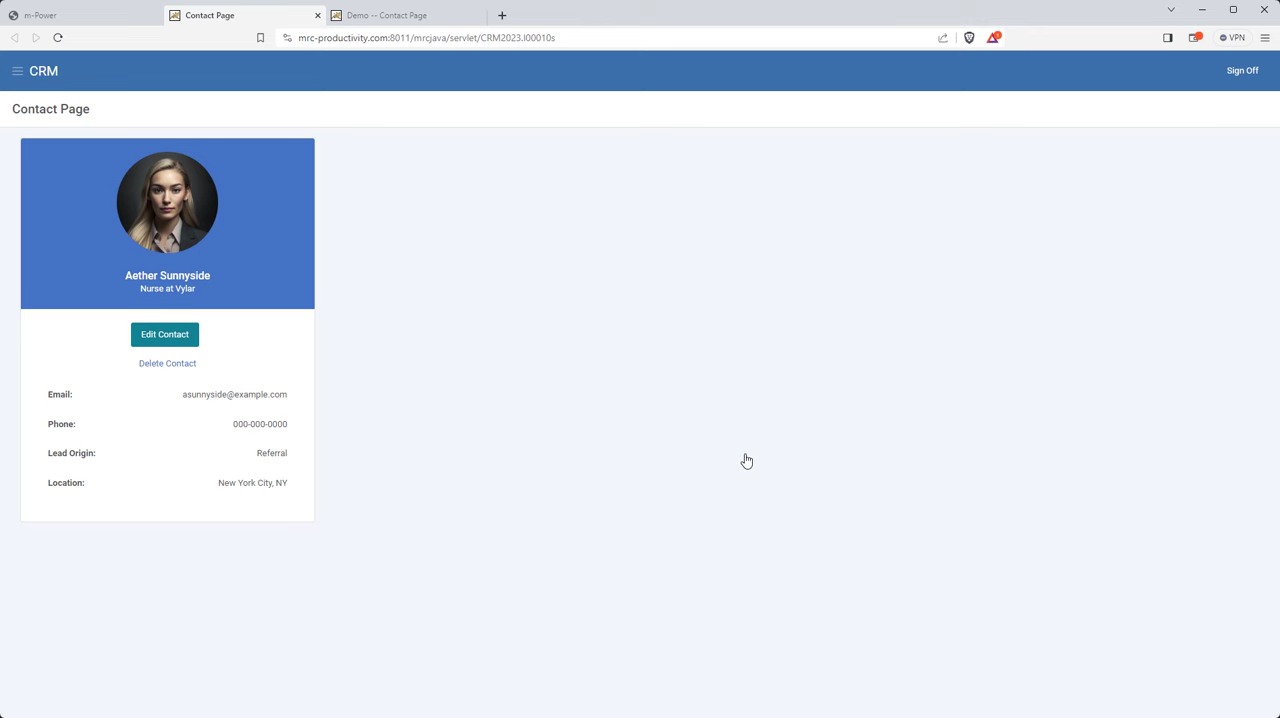 m-Power
Contact Page
Demo -- Contact Page
mrc-productivity.com:8011/mrcjava/servlet/CRM2023.I00010s
VPN
CRM
Sign Off
Contact Page
Aether Sunnyside
Nurse at Vylar
Edit Contact
Delete Contact
Email: asunnyside@example.com
Phone: 000-000-0000
Lead Origin: Referral
Location: New York City, NY